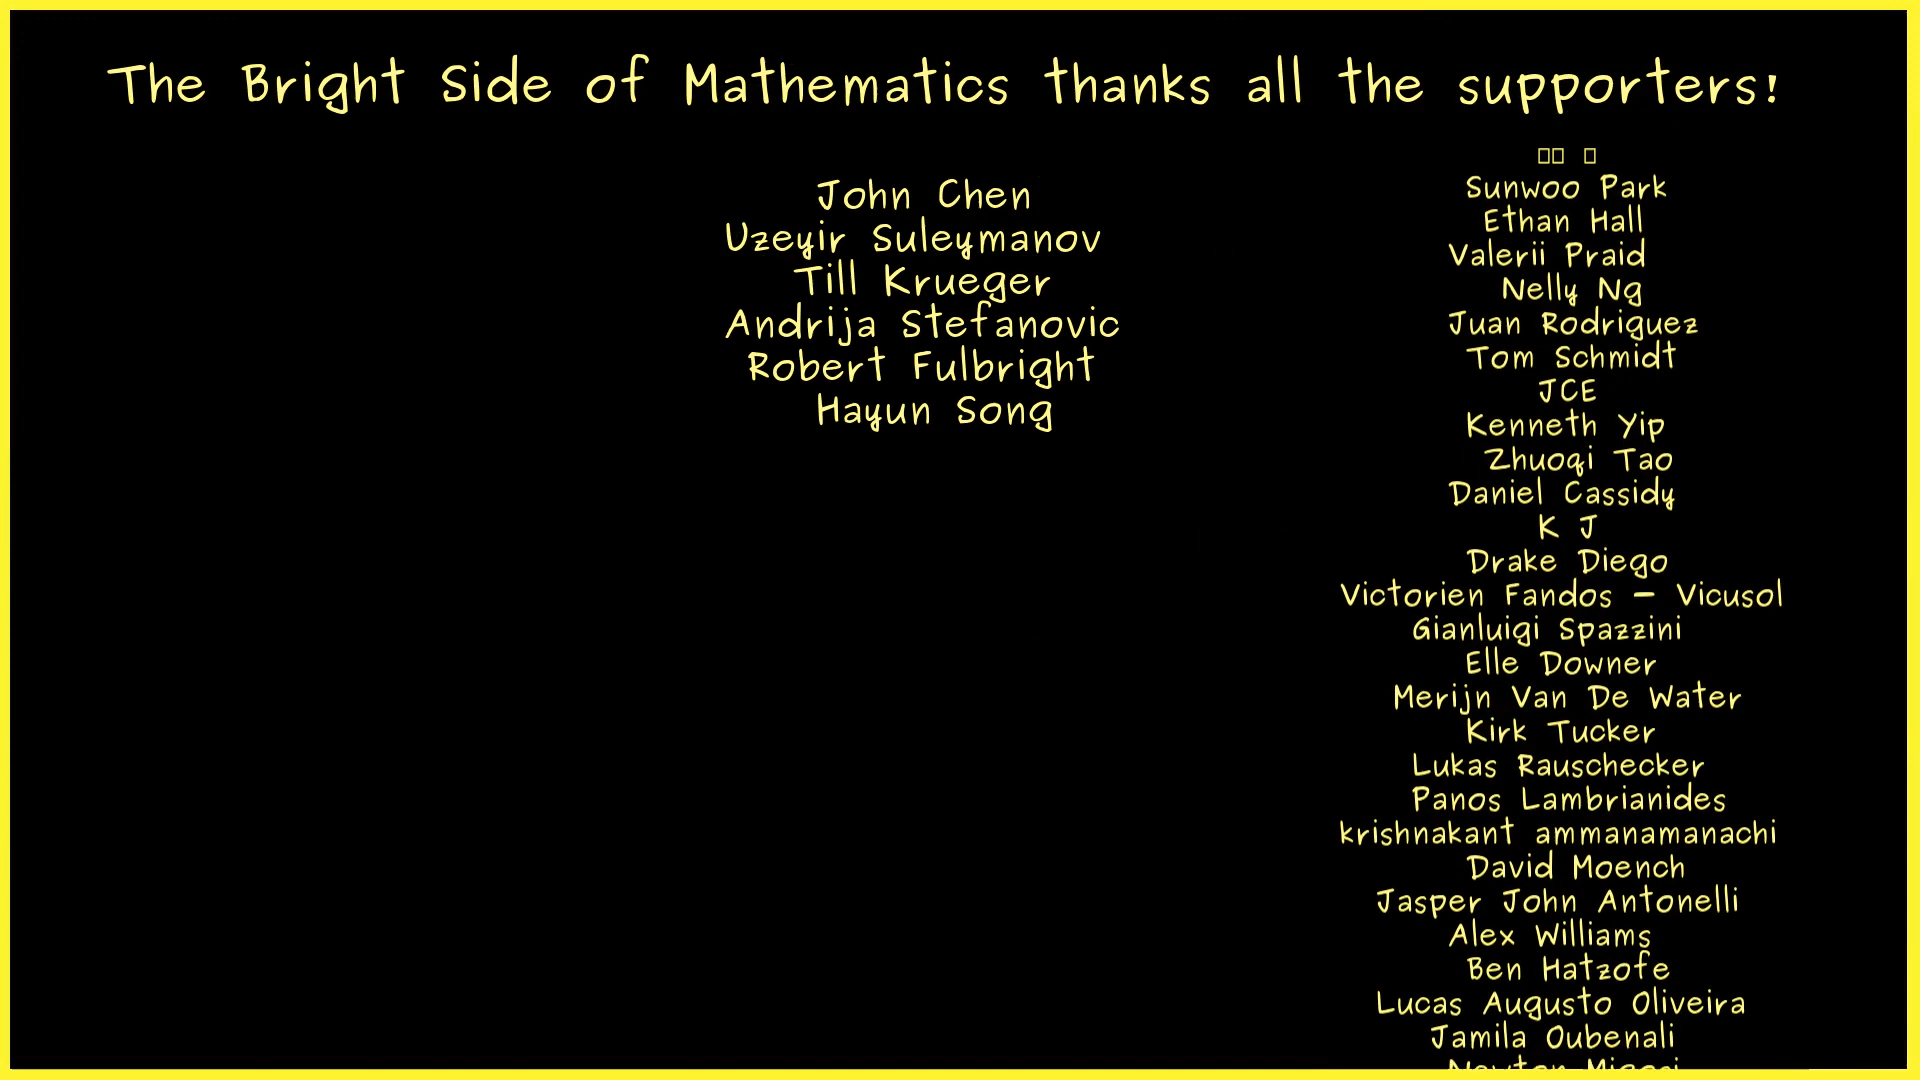 The Bright Side of Mathematics thanks all the supporters!
John Chen
Uzeyir Suleymanov
Till Krueger
Andrija Stefanovic
Robert Fulbright
Hayun Song
Sunwoo Park
Ethan Hall
Valerii Praid
Nelly Ng
Juan Rodriguez
Tom Schmidt
JCE
Kenneth Yip
Zhuoqi Tao
Daniel Cassidy
K J
Drake Diego
Victorien Fandos - Vicusol
Gianluigi Spazzini
Elle Downer
Merijn Van De Water
Kirk Tucker
Lukas Rauschecker
Panos Lambrianides
krishnakant ammanamanachi
David Moench
Jasper John Antonelli
Alex Williams
Ben Hatzofe
Lucas Augusto Oliveira
Jamila Oubenali